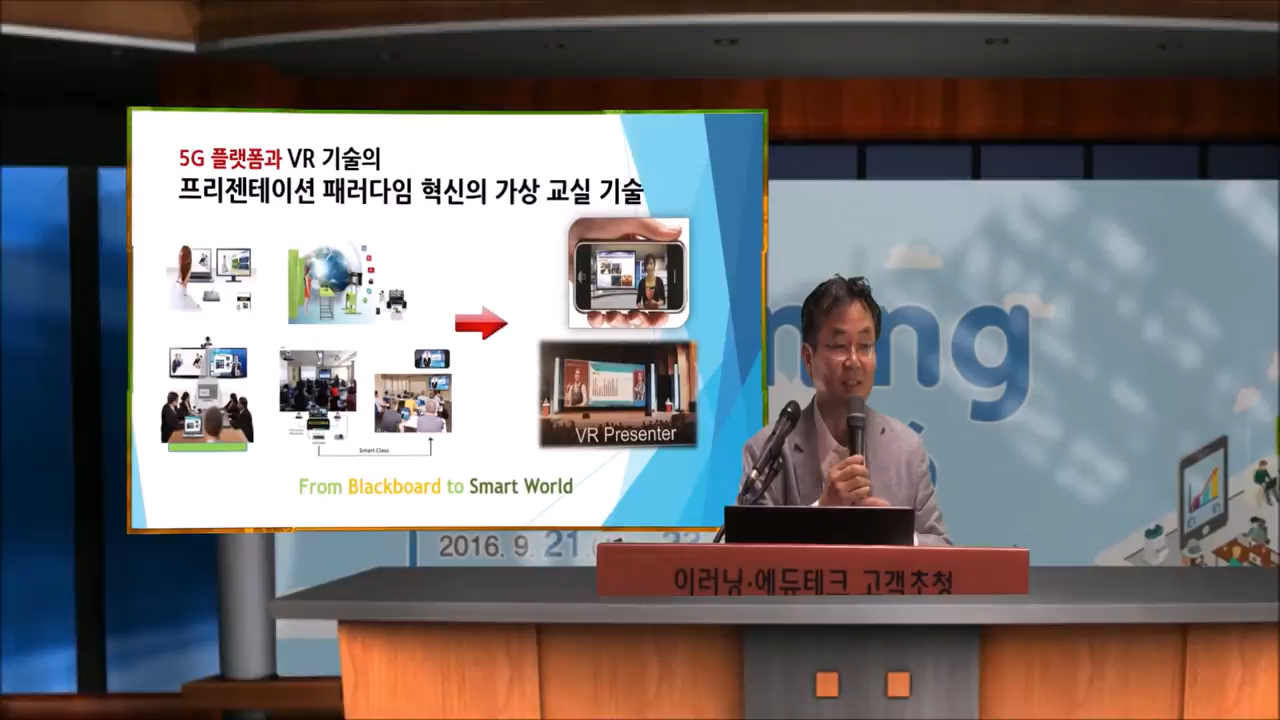 5G 플랫폼과 VR 기술의
프리젠테이션 패러다임 혁신의 가상 교실 기술
VR Presenter
Smart Class
From Blackboard to Smart World
ning
2016. 9. 21.
이러닝·에듀테크 고객초청